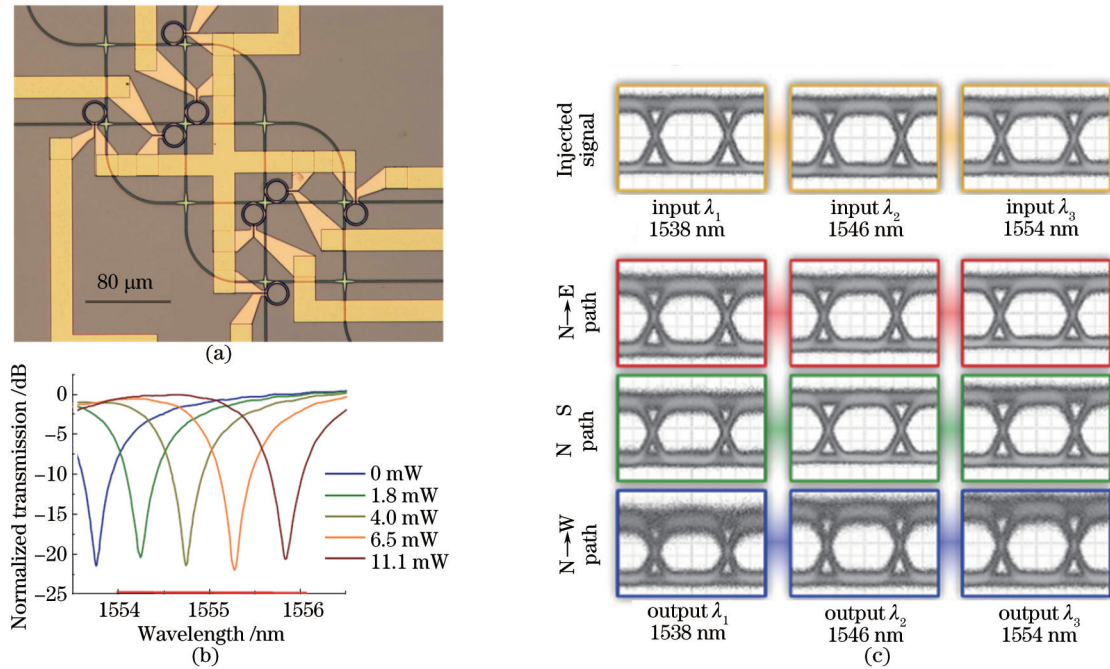 80 μm
(a)
Normalized transmission /dB
0
−5
−10
−15
−20
−25
1554
1555
1556
Wavelength /nm
0 mW
1.8 mW
4.0 mW
6.5 mW
11.1 mW
(b)
Injected
signal
input λ1
1538 nm
input λ2
1546 nm
input λ3
1554 nm
N→E
path
N S
path
N→W
path
output λ1
1538 nm
output λ2
1546 nm
output λ3
1554 nm
(c)